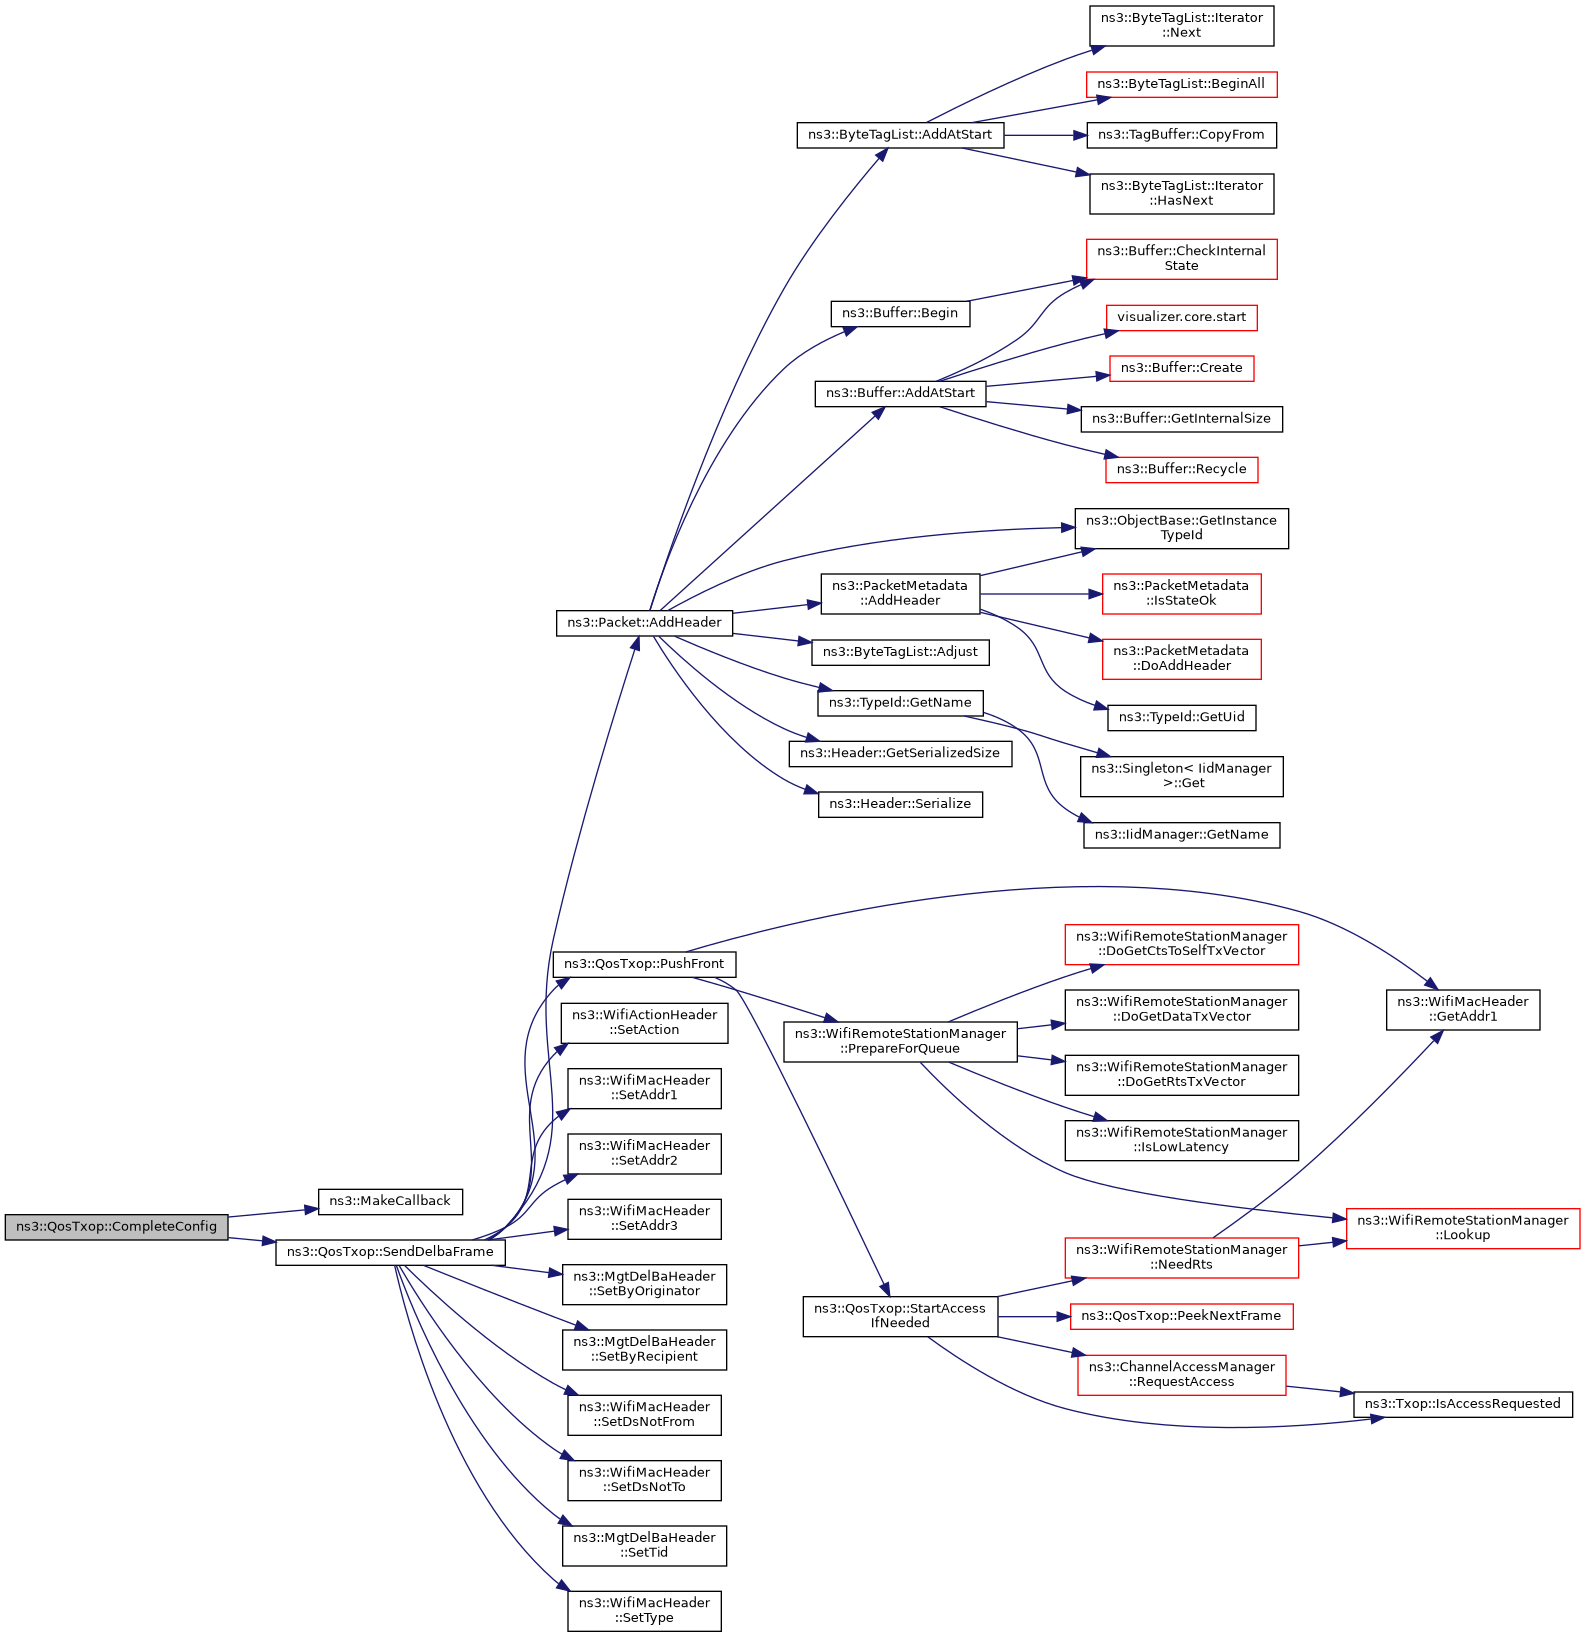 ns3::ByteTagList::Iterator
::Next
ns3::ByteTagList::BeginAll
ns3::ByteTagList::AddAtStart
ns3::TagBuffer::CopyFrom
ns3::ByteTagList::Iterator
::HasNext
ns3::Buffer::CheckInternal
State
ns3::Buffer::Begin
visualizer.core.start
ns3::Buffer::Create
ns3::Buffer::AddAtStart
ns3::Buffer::GetInternalSize
ns3::Buffer::Recycle
ns3::ObjectBase::GetInstance
TypeId
ns3::PacketMetadata
::AddHeader
ns3::PacketMetadata
::IsStateOk
ns3::Packet::AddHeader
ns3::ByteTagList::Adjust
ns3::PacketMetadata
::DoAddHeader
ns3::TypeId::GetName
ns3::TypeId::GetUid
ns3::Header::GetSerializedSize
ns3::Singleton< IidManager
>::Get
ns3::Header::Serialize
ns3::IidManager::GetName
ns3::QosTxop::PushFront
ns3::WifiRemoteStationManager
::DoGetCtsToSelfTxVector
ns3::WifiActionHeader
::SetAction
ns3::WifiRemoteStationManager
::PrepareForQueue
ns3::WifiRemoteStationManager
::DoGetDataTxVector
ns3::WifiMacHeader
::GetAddr1
ns3::WifiMacHeader
::SetAddr1
ns3::WifiRemoteStationManager
::DoGetRtsTxVector
ns3::WifiMacHeader
::SetAddr2
ns3::WifiRemoteStationManager
::IsLowLatency
ns3::MakeCallback
ns3::QosTxop::CompleteConfig
ns3::WifiMacHeader
::SetAddr3
ns3::WifiRemoteStationManager
::Lookup
ns3::QosTxop::SendDelbaFrame
ns3::WifiRemoteStationManager
::NeedRts
ns3::MgtDelBaHeader
::SetByOriginator
ns3::QosTxop::StartAccess
IfNeeded
ns3::QosTxop::PeekNextFrame
ns3::MgtDelBaHeader
::SetByRecipient
ns3::ChannelAccessManager
::RequestAccess
ns3::Txop::IsAccessRequested
ns3::WifiMacHeader
::SetDsNotFrom
ns3::WifiMacHeader
::SetDsNotTo
ns3::MgtDelBaHeader
::SetTid
ns3::WifiMacHeader
::SetType